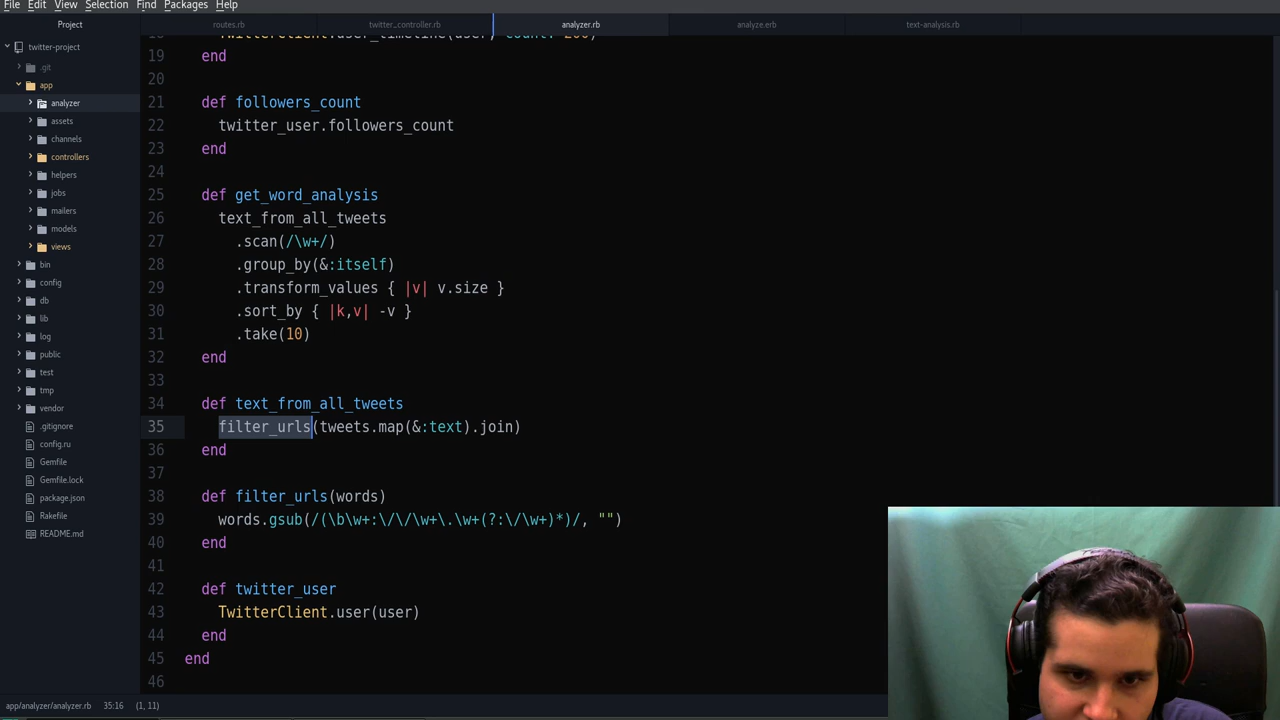 File Edit View Selection Find Packages Help
Project
routes.rb
twitter_controller.rb
analyzer.rb
analyze.erb
text-analysis.rb
twitter-project
.git
app
analyzer
assets
channels
controllers
helpers
jobs
mailers
models
views
bin
config
db
lib
log
public
test
tmp
vendor
.gitignore
config.ru
Gemfile
Gemfile.lock
package.json
Rakefile
README.md
18 TwitterClient.user_timeline(user, count: 200)
19 end
20
21 def followers_count
22 twitter_user.followers_count
23 end
24
25 def get_word_analysis
26 text_from_all_tweets
27 .scan(/\w+/)
28 .group_by(&:itself)
29 .transform_values { |v| v.size }
30 .sort_by { |k,v| -v }
31 .take(10)
32 end
33
34 def text_from_all_tweets
35 filter_urls(tweets.map(&:text).join)
36 end
37
38 def filter_urls(words)
39 words.gsub(/(\b\w+:\/\/\w+\.\w+(?:\/\w+)*)/, "")
40 end
41
42 def twitter_user
43 TwitterClient.user(user)
44 end
45 end
46
app/analyzer/analyzer.rb 35:16 (1, 11)